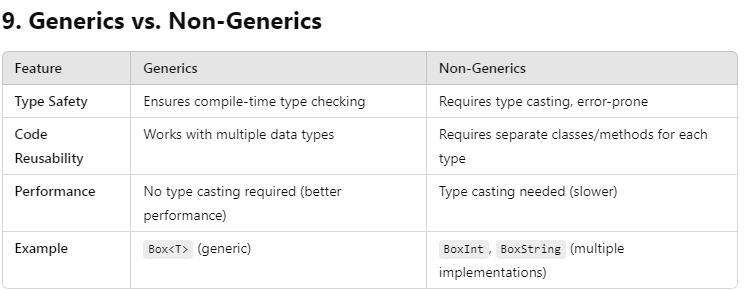 9. Generics vs. Non-Generics
Feature Generics Non-Generics
Type Safety Ensures compile-time type checking Requires type casting, error-prone
Code Reusability Works with multiple data types Requires separate classes/methods for each type
Performance No type casting required (better performance) Type casting needed (slower)
Example Box<T> (generic) BoxInt, BoxString (multiple implementations)